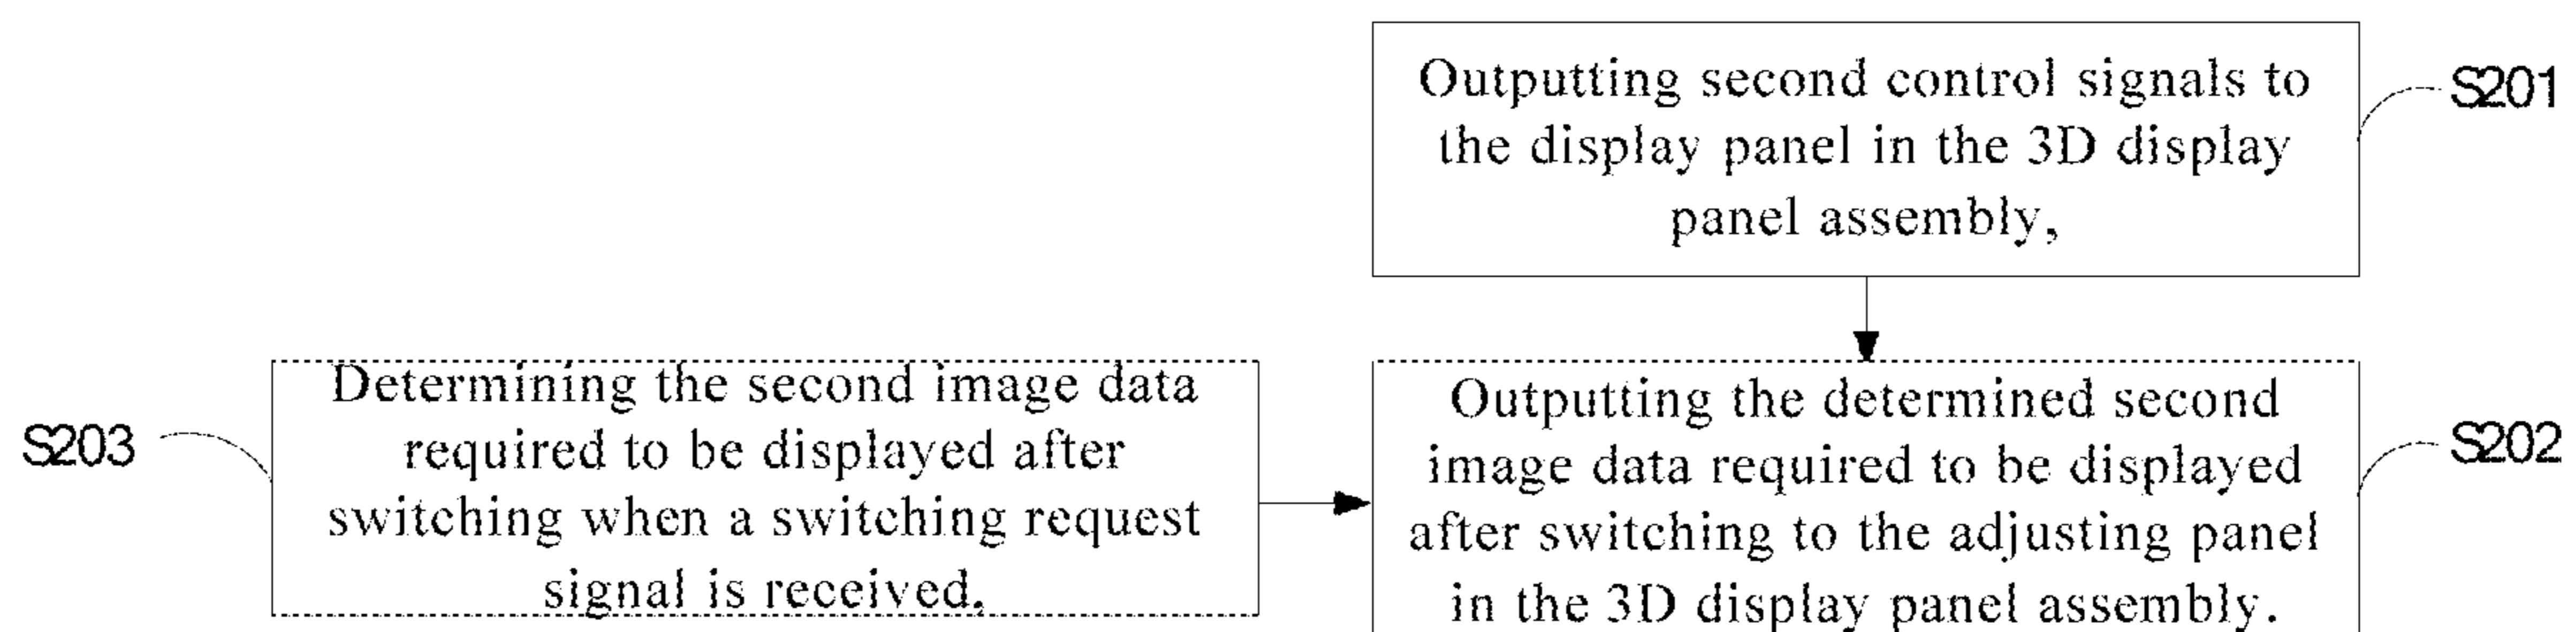 Outputting second control signals to
the display panel in the 3D display
panel assembly,
S201
Determining the second image data
required to be displayed after
switching when a switching request
signal is received,
S203
Outputting the determined second
image data required to be displayed
after switching to the adjusting panel
in the 3D display panel assembly.
S202